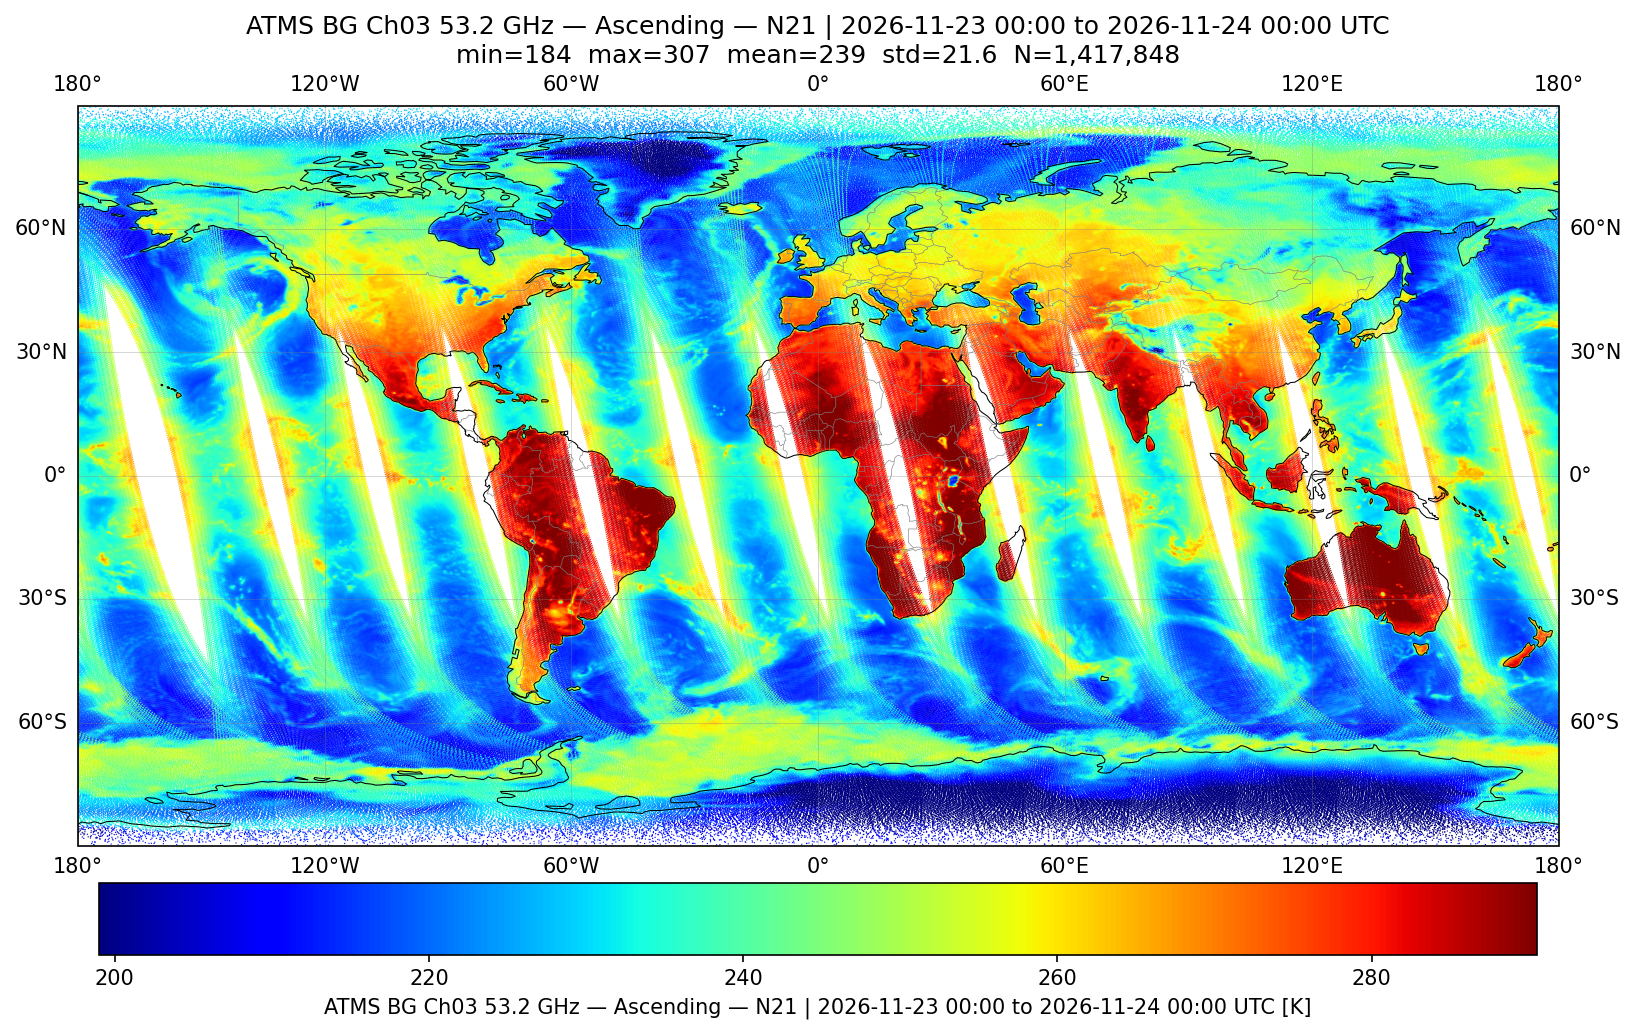 ATMS BG Ch03 53.2 GHz — Ascending — N21 | 2026-11-23 00:00 to 2026-11-24 00:00 UTC
min=184  max=307  mean=239  std=21.6  N=1,417,848
180° 120°W 60°W 0° 60°E 120°E 180°
60°N 60°N
30°N 30°N
0° 0°
30°S 30°S
60°S 60°S
180° 120°W 60°W 0° 60°E 120°E 180°
200 220 240 260 280
ATMS BG Ch03 53.2 GHz — Ascending — N21 | 2026-11-23 00:00 to 2026-11-24 00:00 UTC [K]